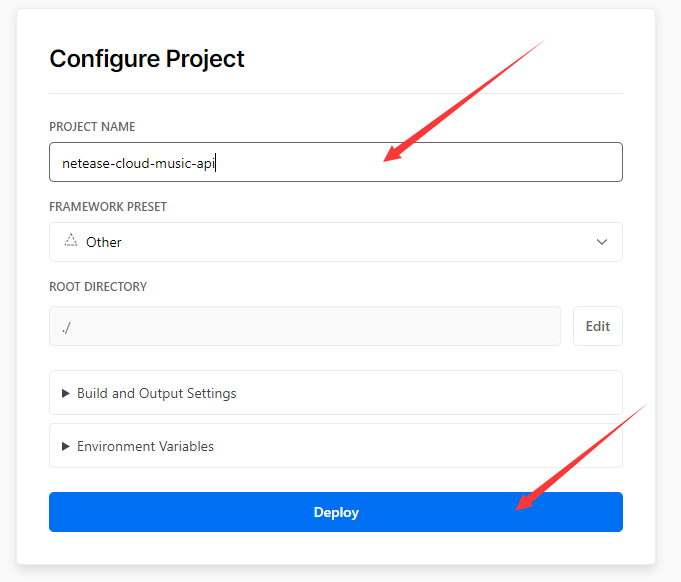 Configure Project
PROJECT NAME
netease-cloud-music-api
FRAMEWORK PRESET
Other
ROOT DIRECTORY
./
Edit
Build and Output Settings
Environment Variables
Deploy